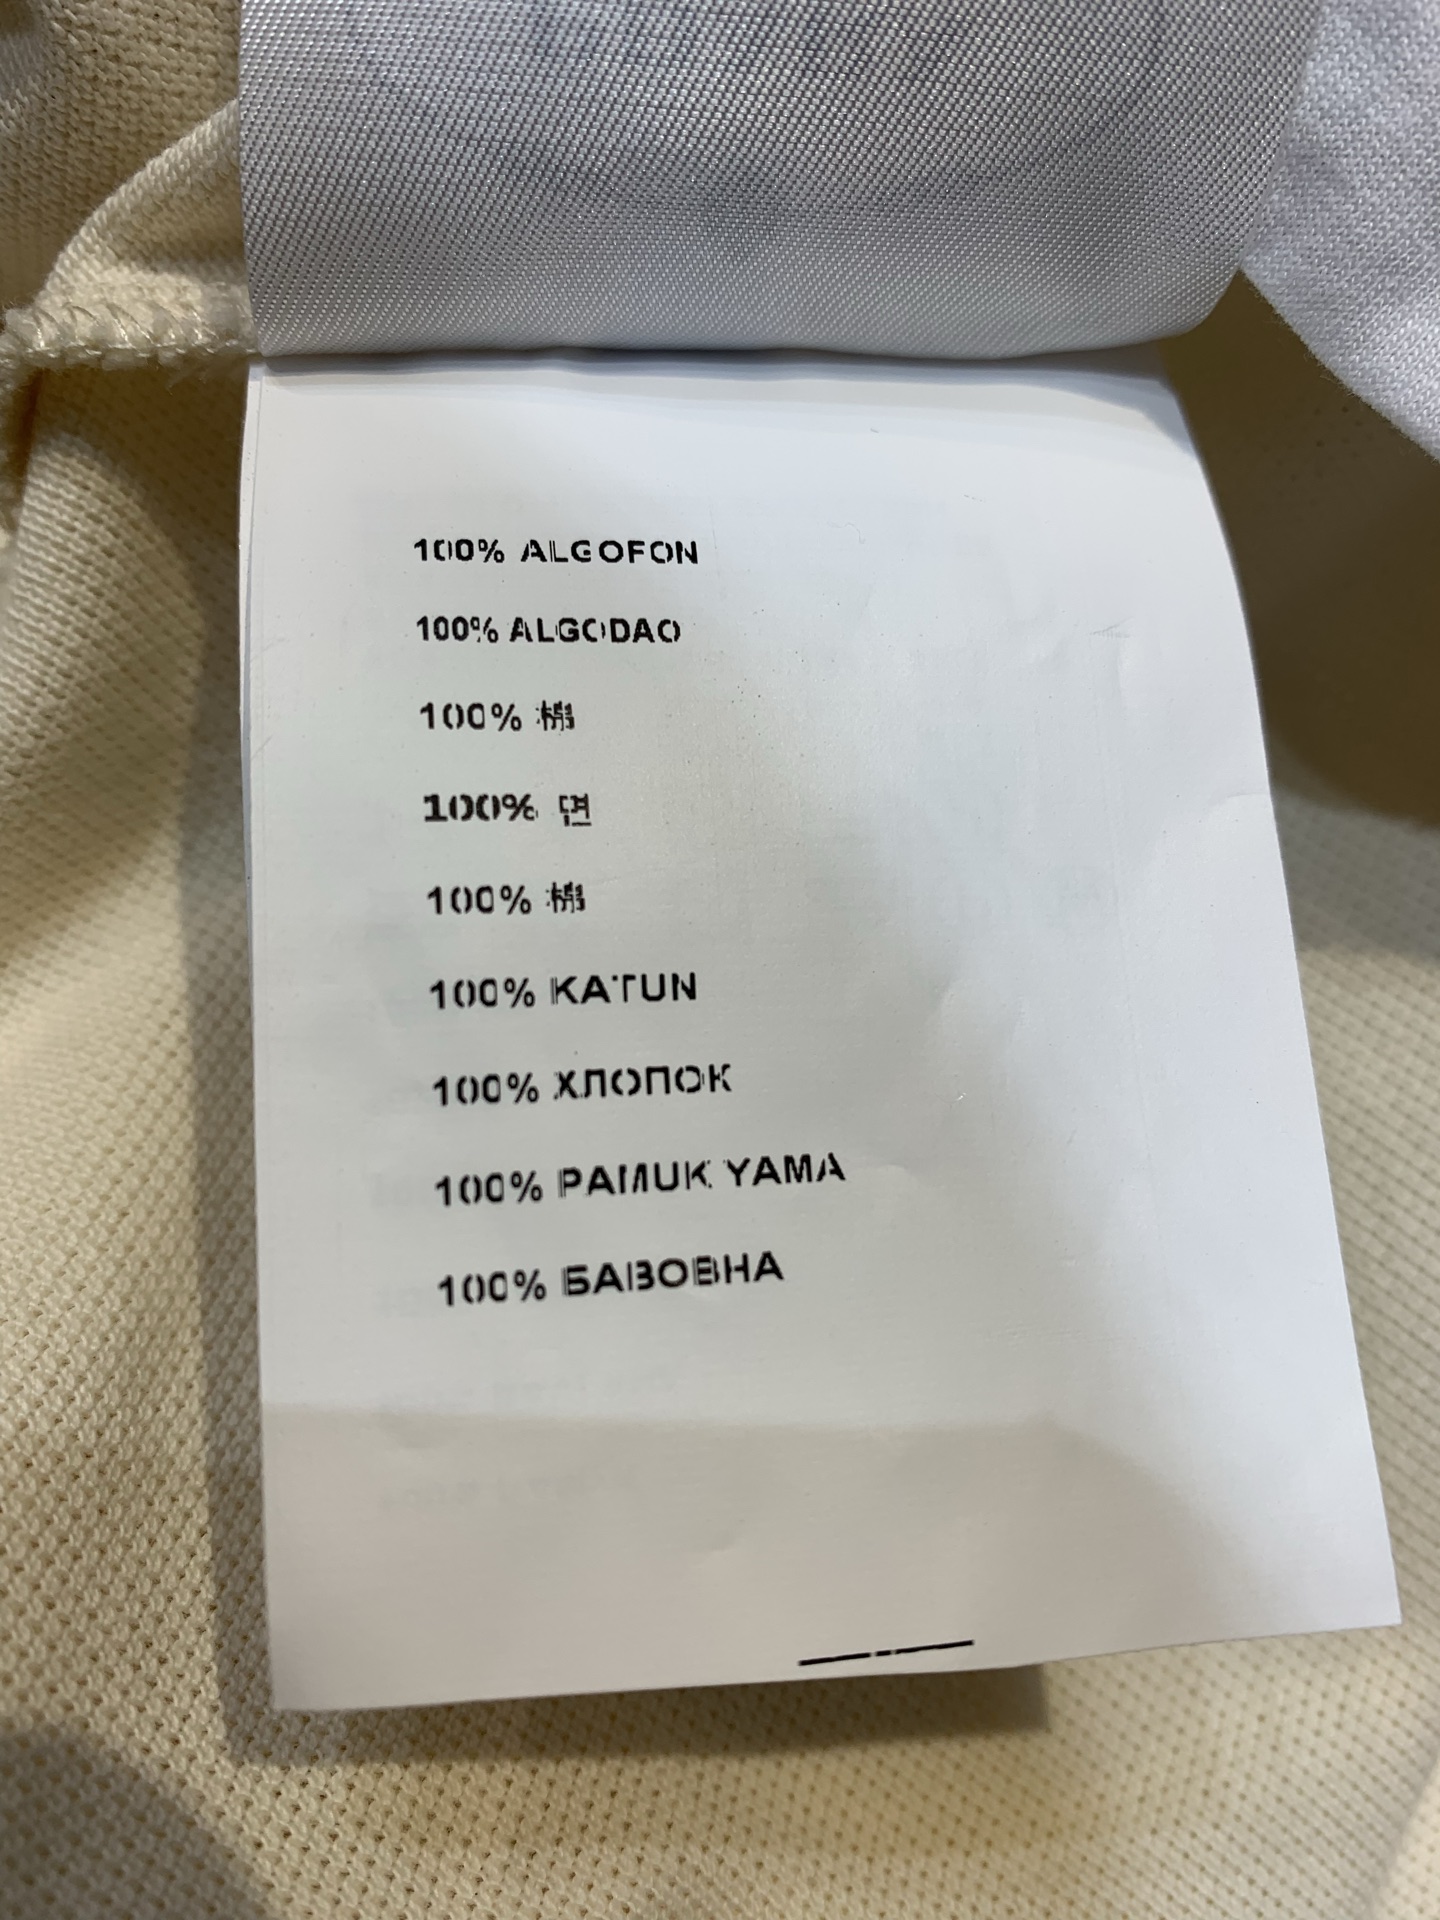 100% ALGOFON
100% ALGODAO
100% 棉
100% 면
100% 棉
100% KATUN
100% ХЛОПОК
100% PAMUK YAMA
100% БАВОВНА